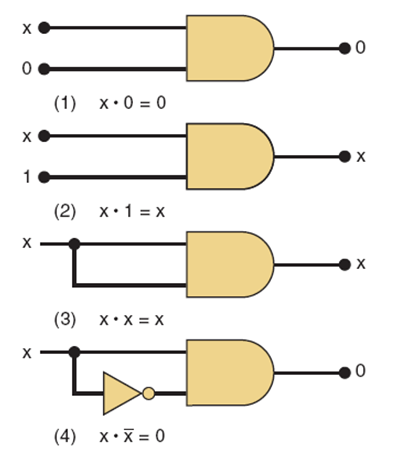 x
0
0
(1) x • 0 = 0
x
1
x
(2) x • 1 = x
x
x
(3) x • x = x
x
0
(4) x • x̅ = 0